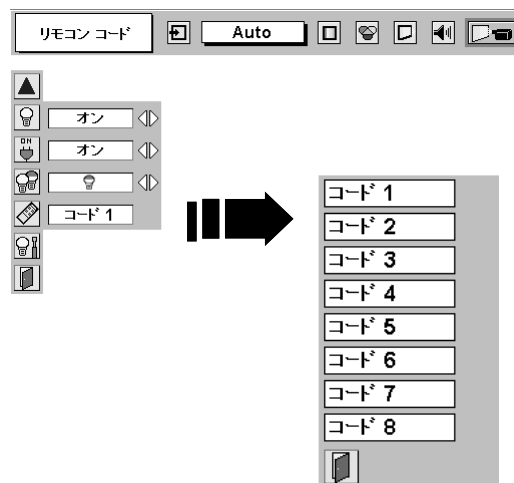 リモコン コード
Auto
オン
ON
オン
コード 1
コード 1
コード 2
コード 3
コード 4
コード 5
コード 6
コード 7
コード 8